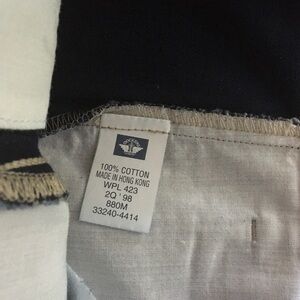 100% COTTON
MADE IN HONG KONG
WPL 423
2Q '98
880M
33240-4414